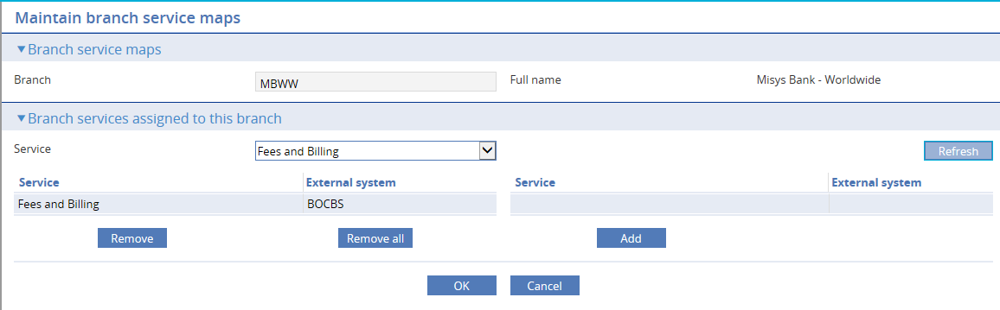 Maintain branch service maps
Branch service maps
Branch MBWW Full name Misys Bank - Worldwide
Branch services assigned to this branch
Service Fees and Billing Refresh
Service External system Service External system
Fees and Billing BOCBS
Remove Remove all Add
OK Cancel